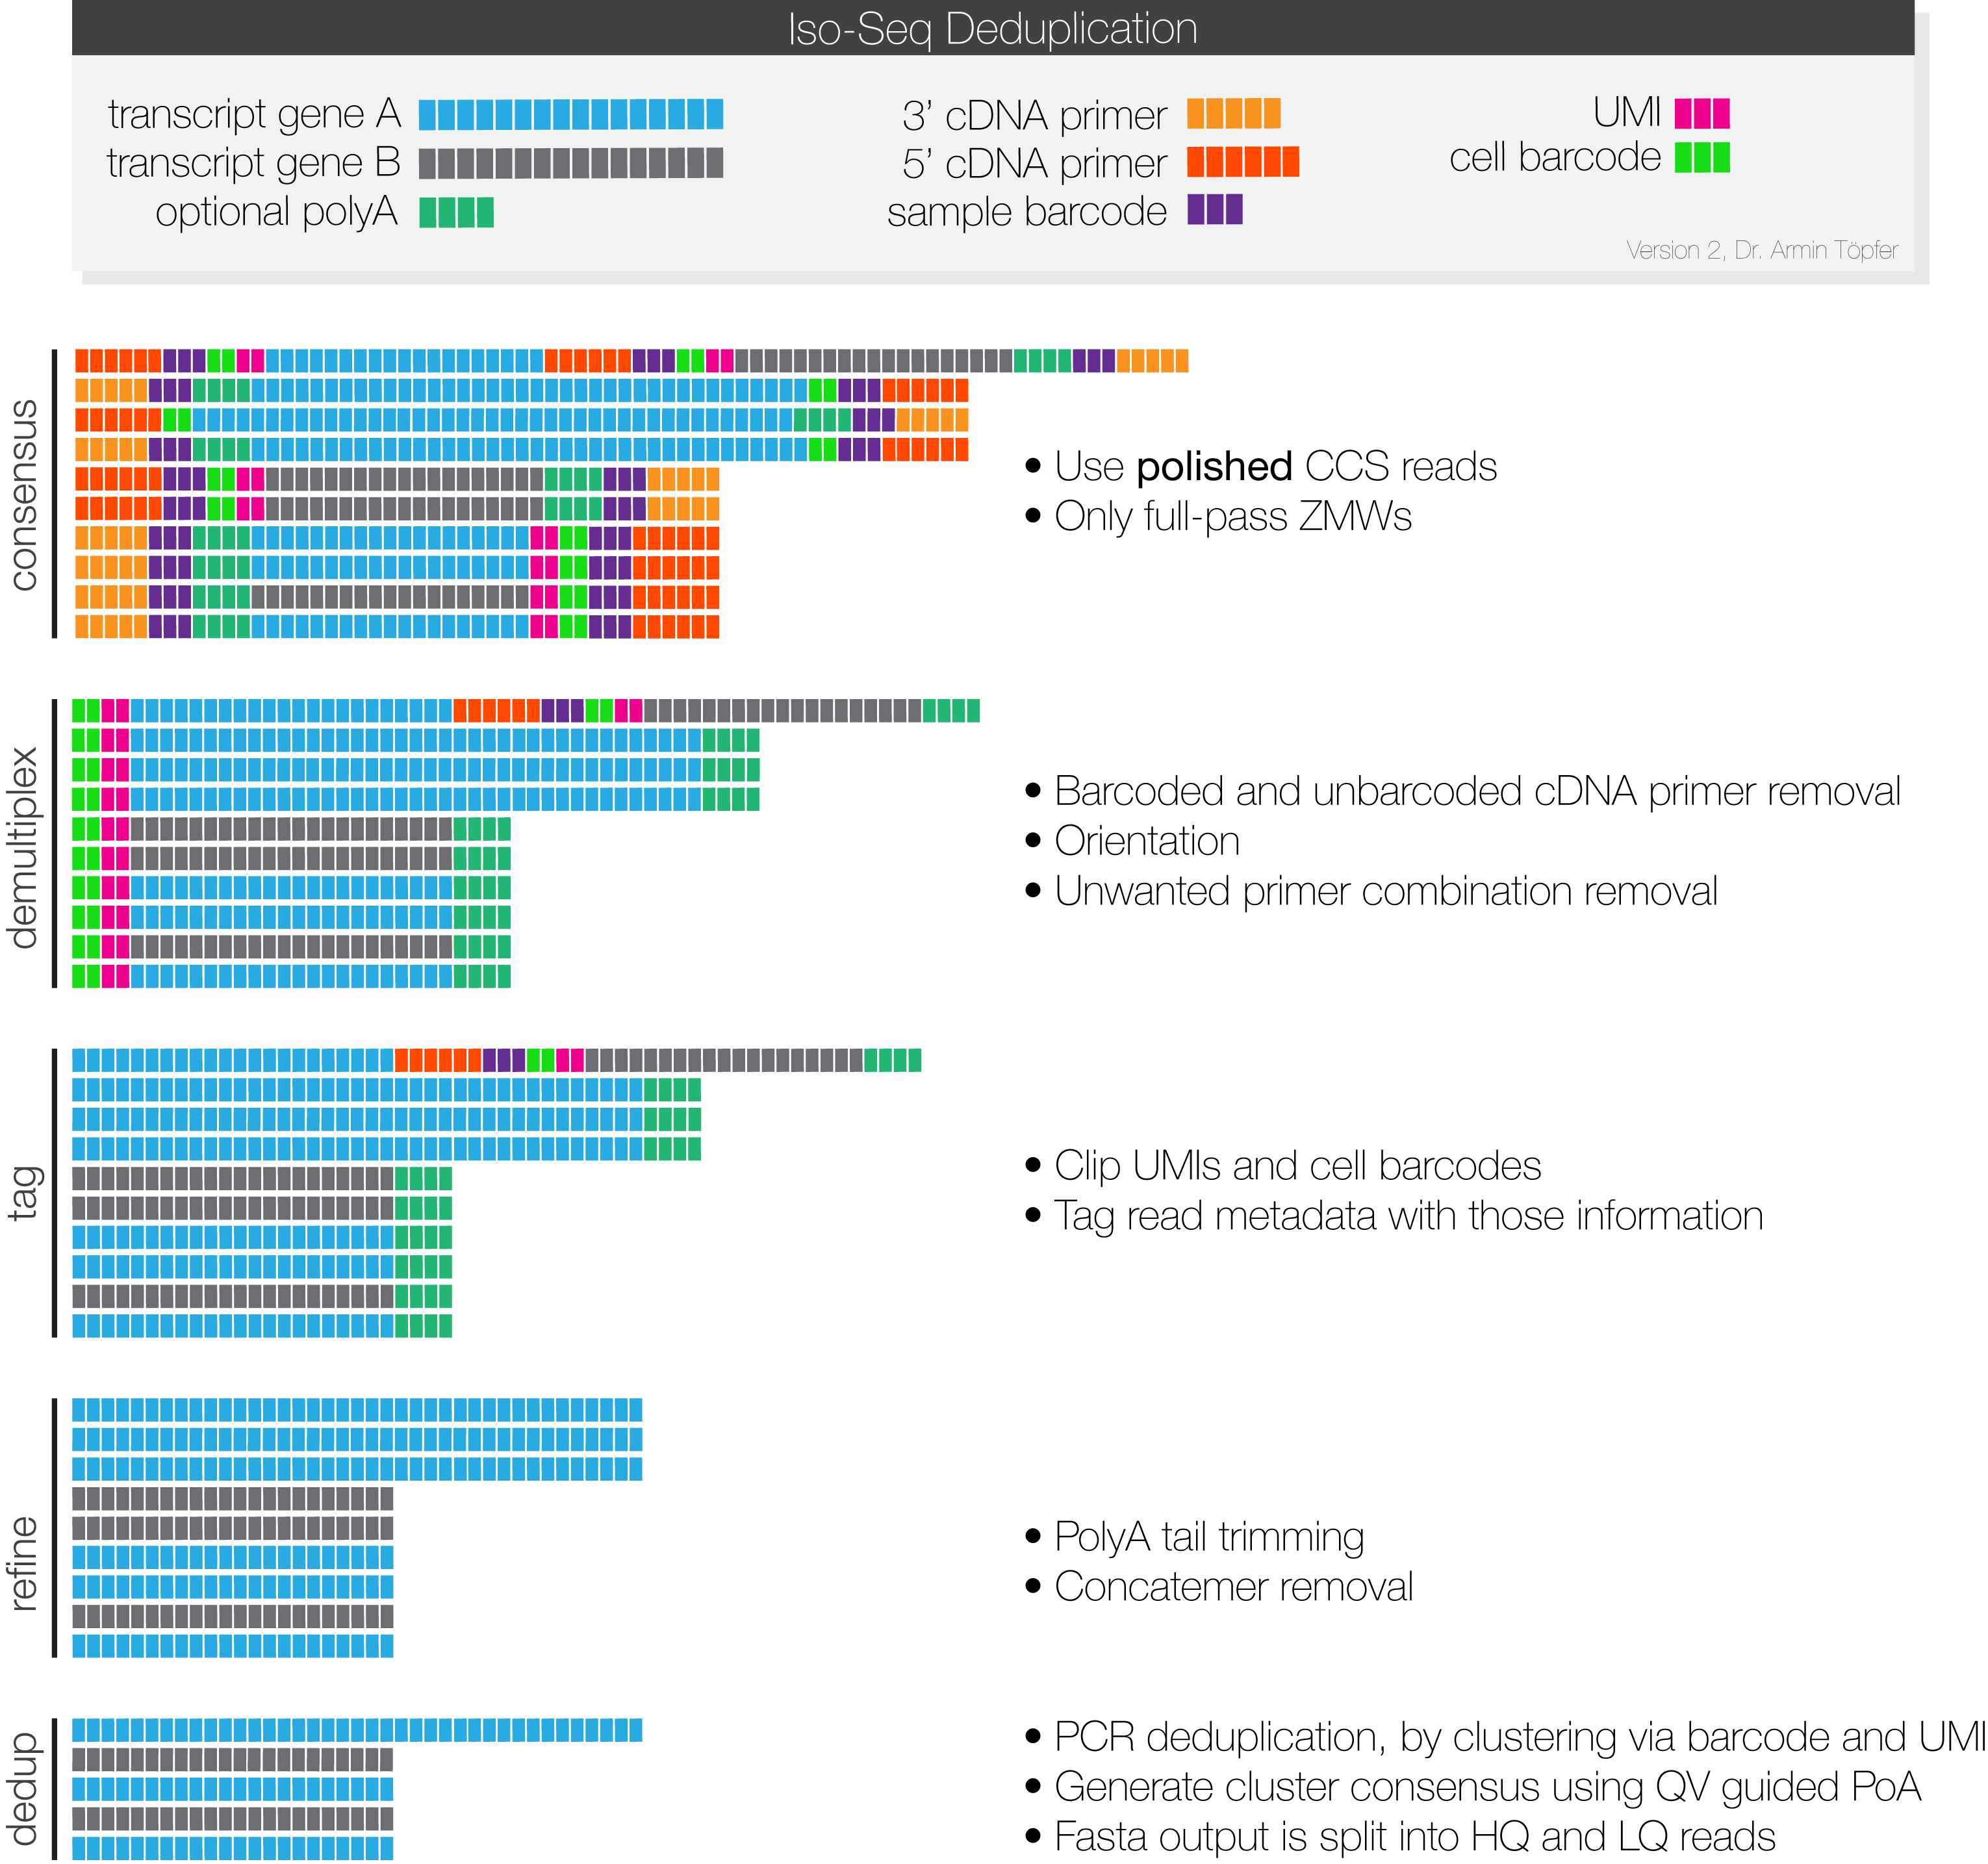 Iso-Seq Deduplication
transcript gene A
transcript gene B
optional polyA
3’ cDNA primer
5’ cDNA primer
sample barcode
UMI
cell barcode
Version 2, Dr. Armin Töpfer
consensus
• Use polished CCS reads
• Only full-pass ZMWs
demultiplex
• Barcoded and unbarcoded cDNA primer removal
• Orientation
• Unwanted primer combination removal
tag
• Clip UMIs and cell barcodes
• Tag read metadata with those information
refine
• PolyA tail trimming
• Concatemer removal
dedup
• PCR deduplication, by clustering via barcode and UMI
• Generate cluster consensus using QV guided PoA
• Fasta output is split into HQ and LQ reads